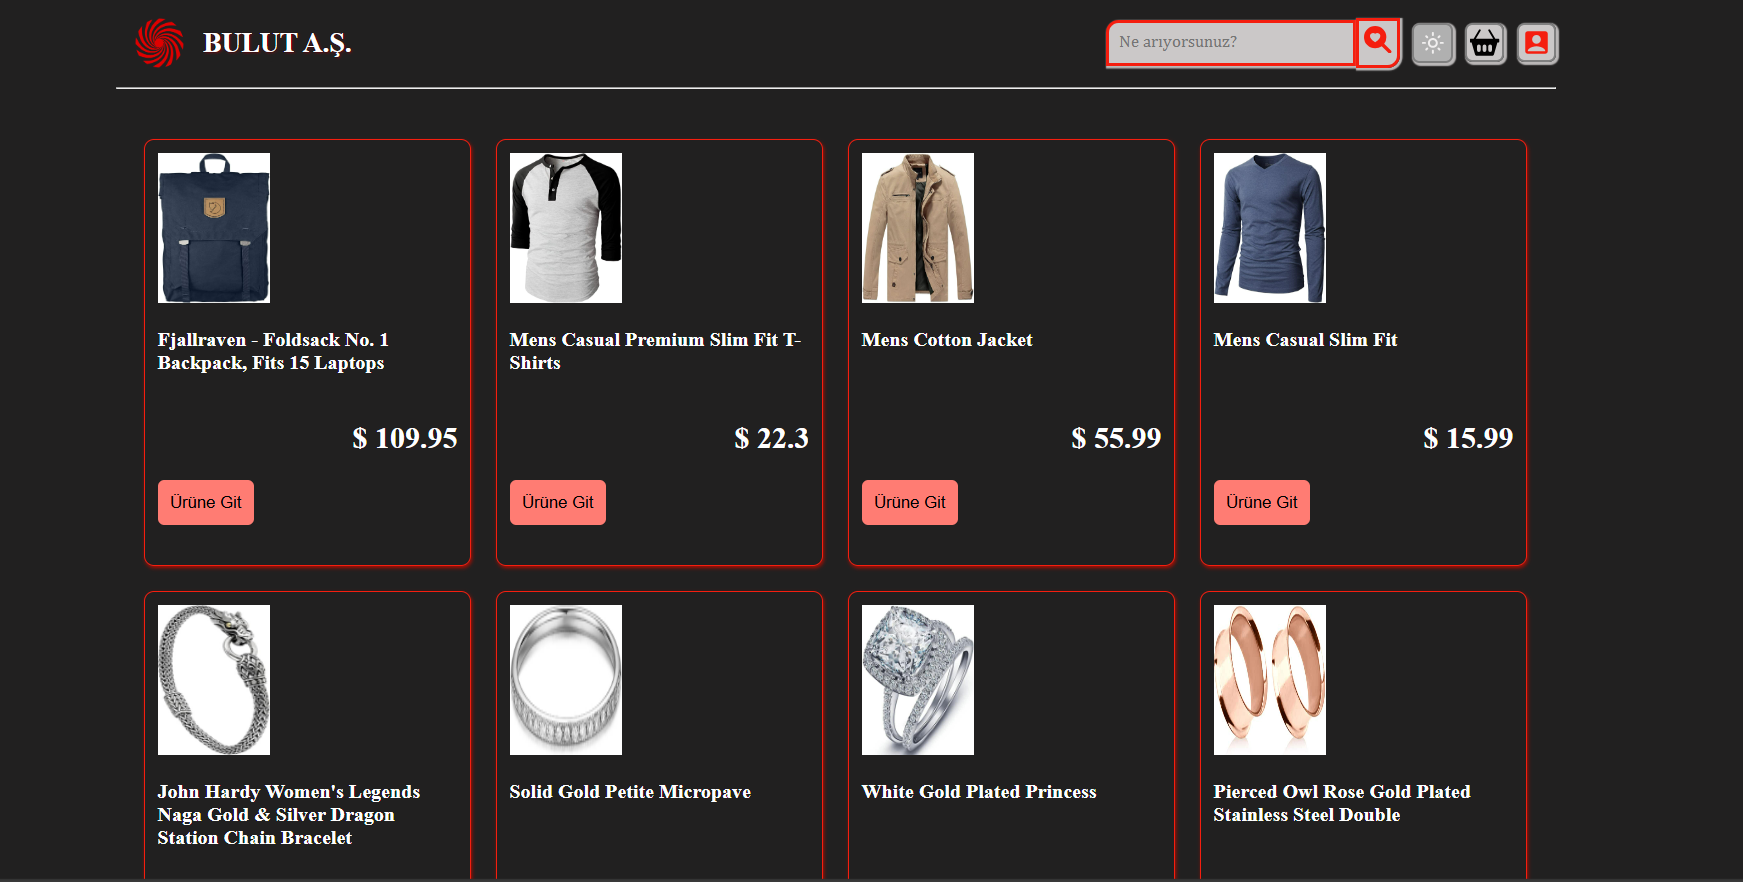 BULUT A.Ş.
Ne arıyorsunuz?
Fjallraven - Foldsack No. 1
Backpack, Fits 15 Laptops
$ 109.95
Ürüne Git
Mens Casual Premium Slim Fit T-
Shirts
$ 22.3
Ürüne Git
Mens Cotton Jacket
$ 55.99
Ürüne Git
Mens Casual Slim Fit
$ 15.99
Ürüne Git
John Hardy Women's Legends
Naga Gold & Silver Dragon
Station Chain Bracelet
Solid Gold Petite Micropave
White Gold Plated Princess
Pierced Owl Rose Gold Plated
Stainless Steel Double